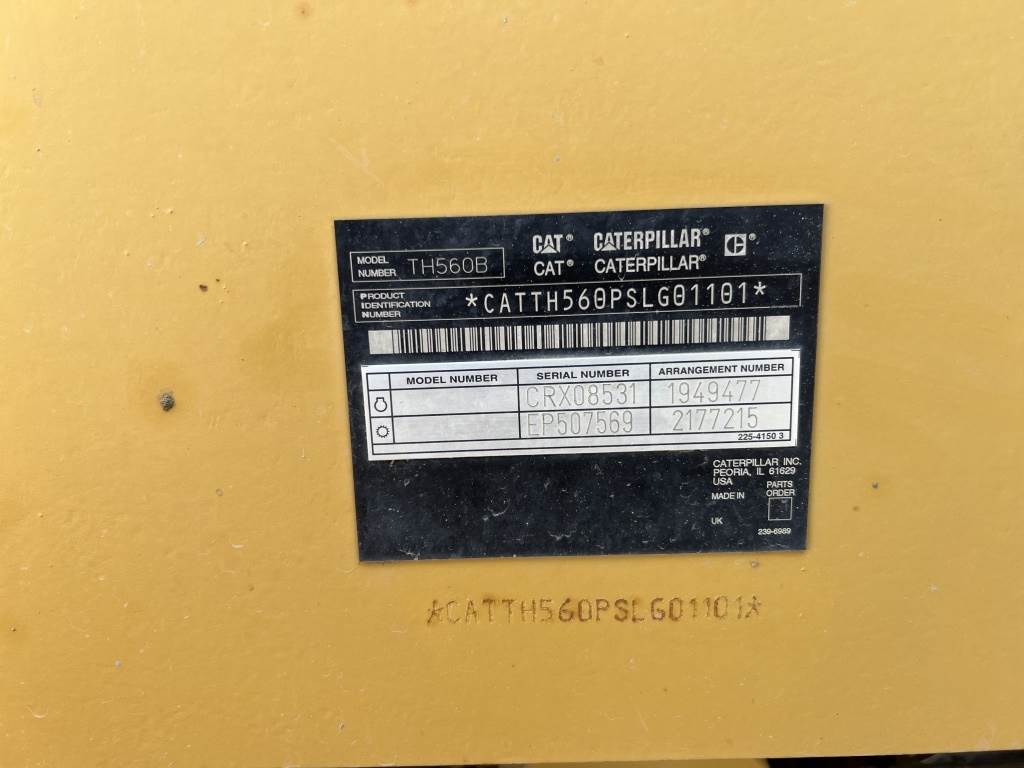 CAT® CATERPILLAR® ®
MODEL NUMBER TH560B CAT® CATERPILLAR®
PRODUCT IDENTIFICATION NUMBER *CATTH560PSLG01101*
MODEL NUMBER SERIAL NUMBER ARRANGEMENT NUMBER
CRX08531 1949477
EP507569 2177215
225-4150 3
CATERPILLAR INC.
PEORIA, IL 61629
USA
PARTS ORDER
MADE IN
UK
239-6989
*CATTH560PSLG01101*